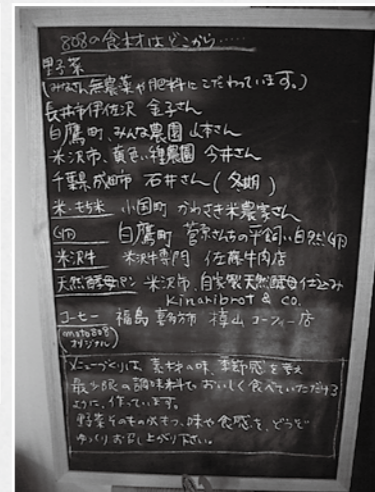 808の食材はどこから……
野菜
(みなさん無農薬や肥料にこだわっています。)
長井市伊佐沢 金子さん
白鷹町、みんな農園 山本さん
米沢市、黄色い種農園 今井さん
千葉県成田市 石井さん(冬期)
米・もち米 小国町 かわさき米農家さん
卵 白鷹町 菅原さんちの平飼い自然卵
米沢牛 米沢牛専門 佐藤牛肉店
天然酵母パン 米沢市、自家製天然酵母仕込み
Kinaribrot & co.
コーヒー 福島 喜多方市 樟山コーヒー店
(moto808オリジナル)
メニューづくりは、素材の味、季節感を考え
最少限の調味料で、おいしく食べていただける
ように、作っています。
野菜そのものがもつ、味や食感を、どうぞ
ゆっくりお召し上がり下さい。